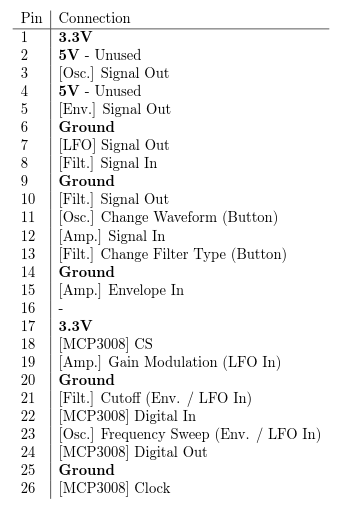 Pin Connection
1 3.3V
2 5V - Unused
3 [Osc.] Signal Out
4 5V - Unused
5 [Env.] Signal Out
6 Ground
7 [LFO] Signal Out
8 [Filt.] Signal In
9 Ground
10 [Filt.] Signal Out
11 [Osc.] Change Waveform (Button)
12 [Amp.] Signal In
13 [Filt.] Change Filter Type (Button)
14 Ground
15 [Amp.] Envelope In
16 -
17 3.3V
18 [MCP3008] CS
19 [Amp.] Gain Modulation (LFO In)
20 Ground
21 [Filt.] Cutoff (Env. / LFO In)
22 [MCP3008] Digital In
23 [Osc.] Frequency Sweep (Env. / LFO In)
24 [MCP3008] Digital Out
25 Ground
26 [MCP3008] Clock